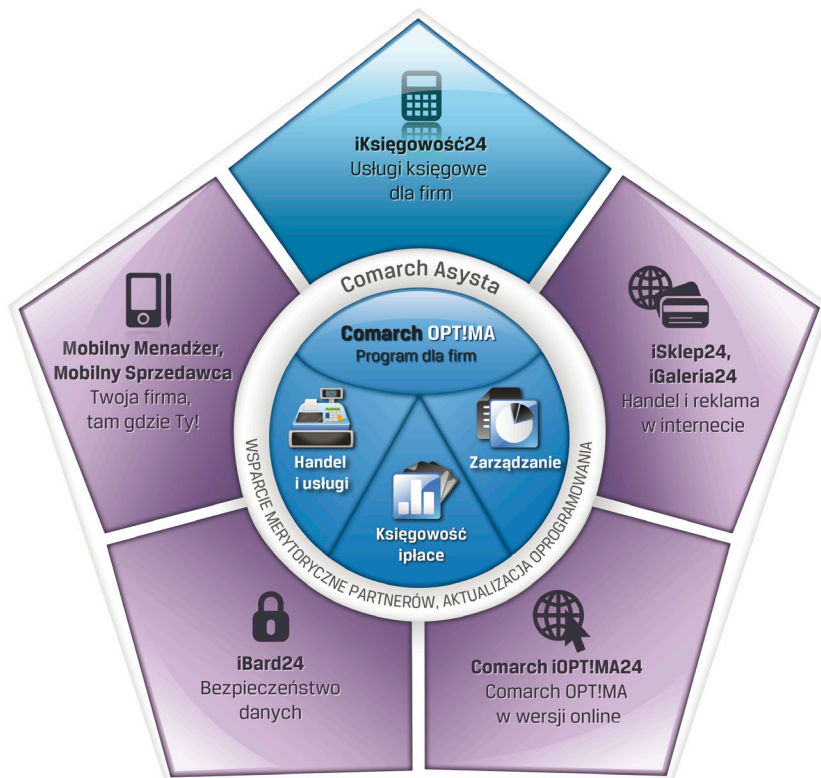 iKsięgowość24
Usługi księgowe
dla firm
Mobilny Menadżer,
Mobilny Sprzedawca
Twoja firma,
tam gdzie Ty!
iSklep24,
iGaleria24
Handel i reklama
w internecie
Comarch Asysta
Comarch OPT!MA
Program dla firm
Handel
i usługi
Zarządzanie
Księgowość
ipłace
WSPARCIE MERYTORYCZNE PARTNERÓW, AKTUALIZACJA OPROGRAMOWANIA
iBard24
Bezpieczeństwo
danych
Comarch iOPT!MA24
Comarch OPT!MA
w wersji online